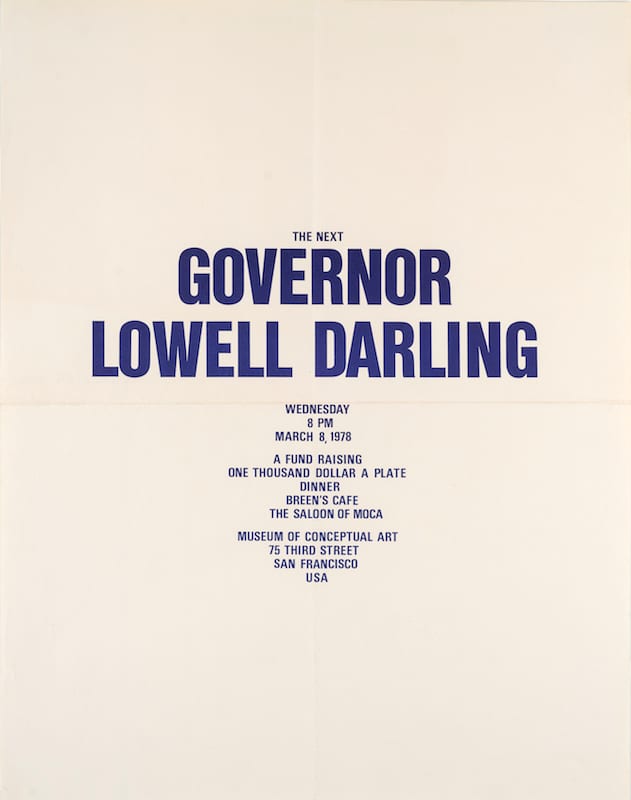 THE NEXT
GOVERNOR
LOWELL DARLING
WEDNESDAY
8 PM
MARCH 8, 1978
A FUND RAISING
ONE THOUSAND DOLLAR A PLATE
DINNER
BREEN'S CAFE
THE SALOON OF MOCA
MUSEUM OF CONCEPTUAL ART
75 THIRD STREET
SAN FRANCISCO
USA